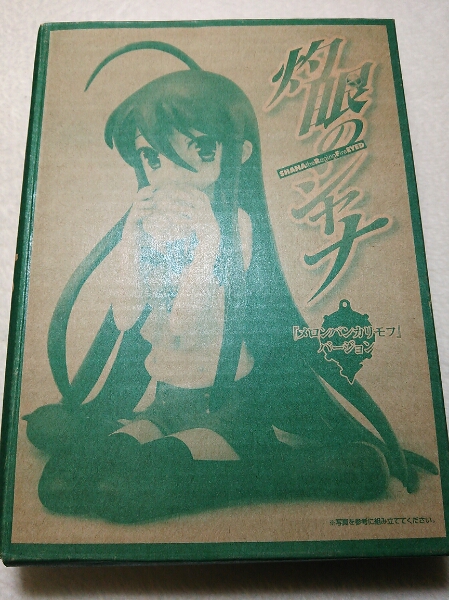 灼眼のシャナ
SHANA the Burning Fire EYED
『メロンパンカリモフ』
バージョン
※写真を参考に組み立ててください。